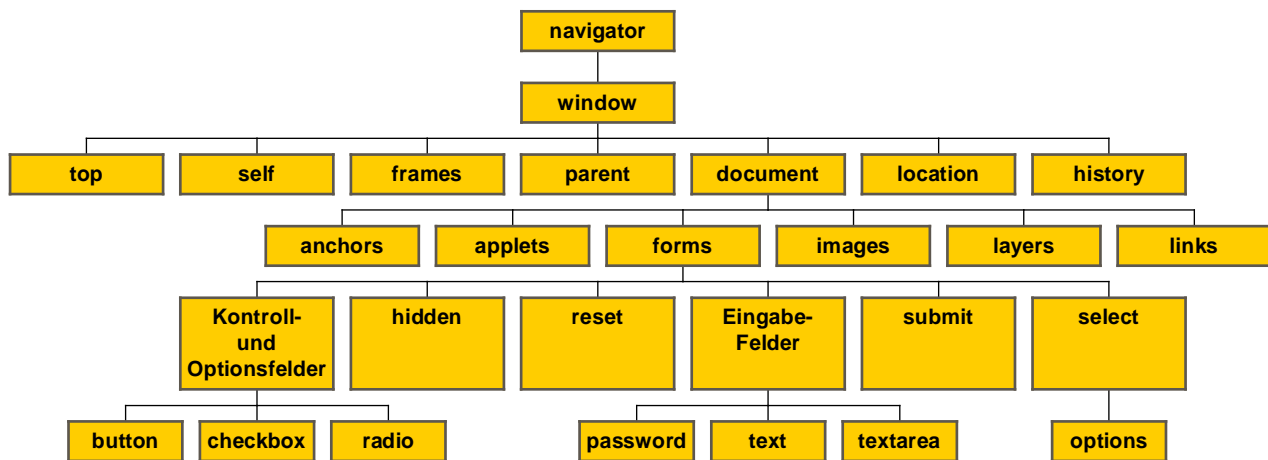 navigator
window
top
self
frames
parent
document
location
history
anchors
applets
forms
images
layers
links
Kontroll-
und
Optionsfelder
hidden
reset
Eingabe-
Felder
submit
select
button
checkbox
radio
password
text
textarea
options